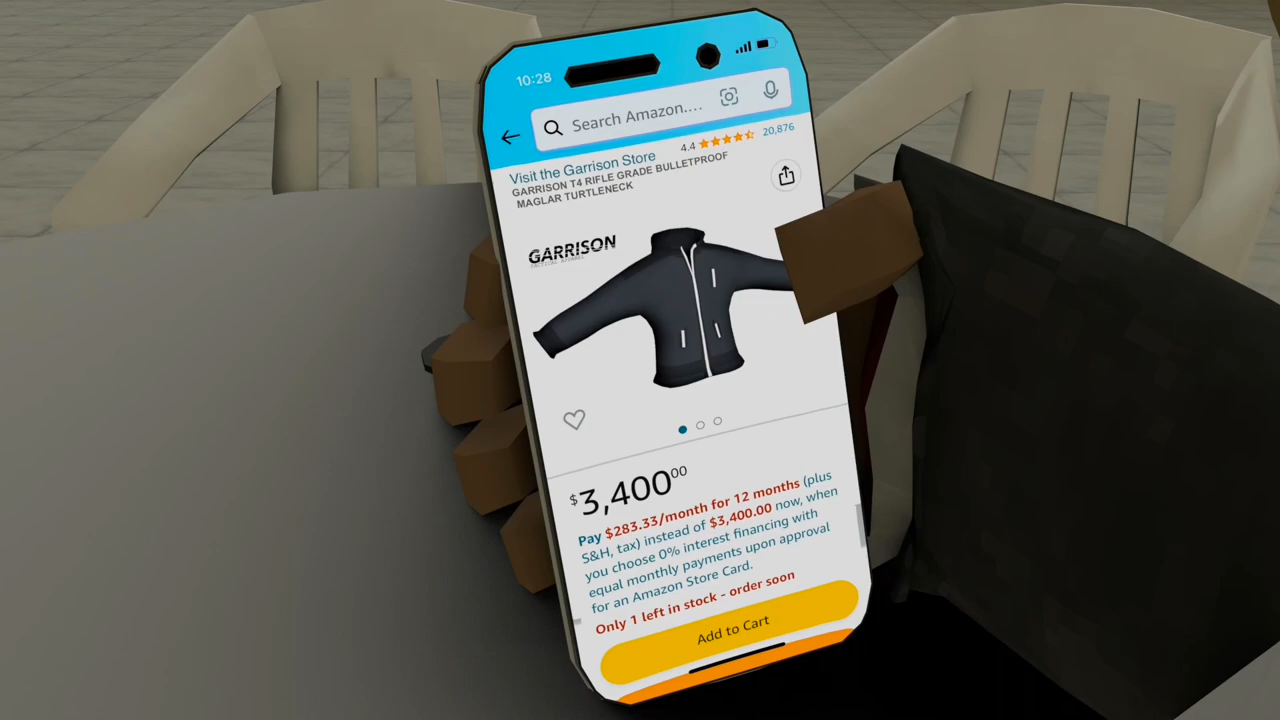 10:28
Search Amazon....
Visit the Garrison Store
4.4
20,876
GARRISON T4 RIFLE GRADE BULLETPROOF
MAGLAR TURTLENECK
GARRISON
$3,400⁰⁰
Pay $283.33/month for 12 months (plus
S&H, tax) instead of $3,400.00 now, when
you choose 0% interest financing with
equal monthly payments upon approval
for an Amazon Store Card.
Only 1 left in stock - order soon
Add to Cart